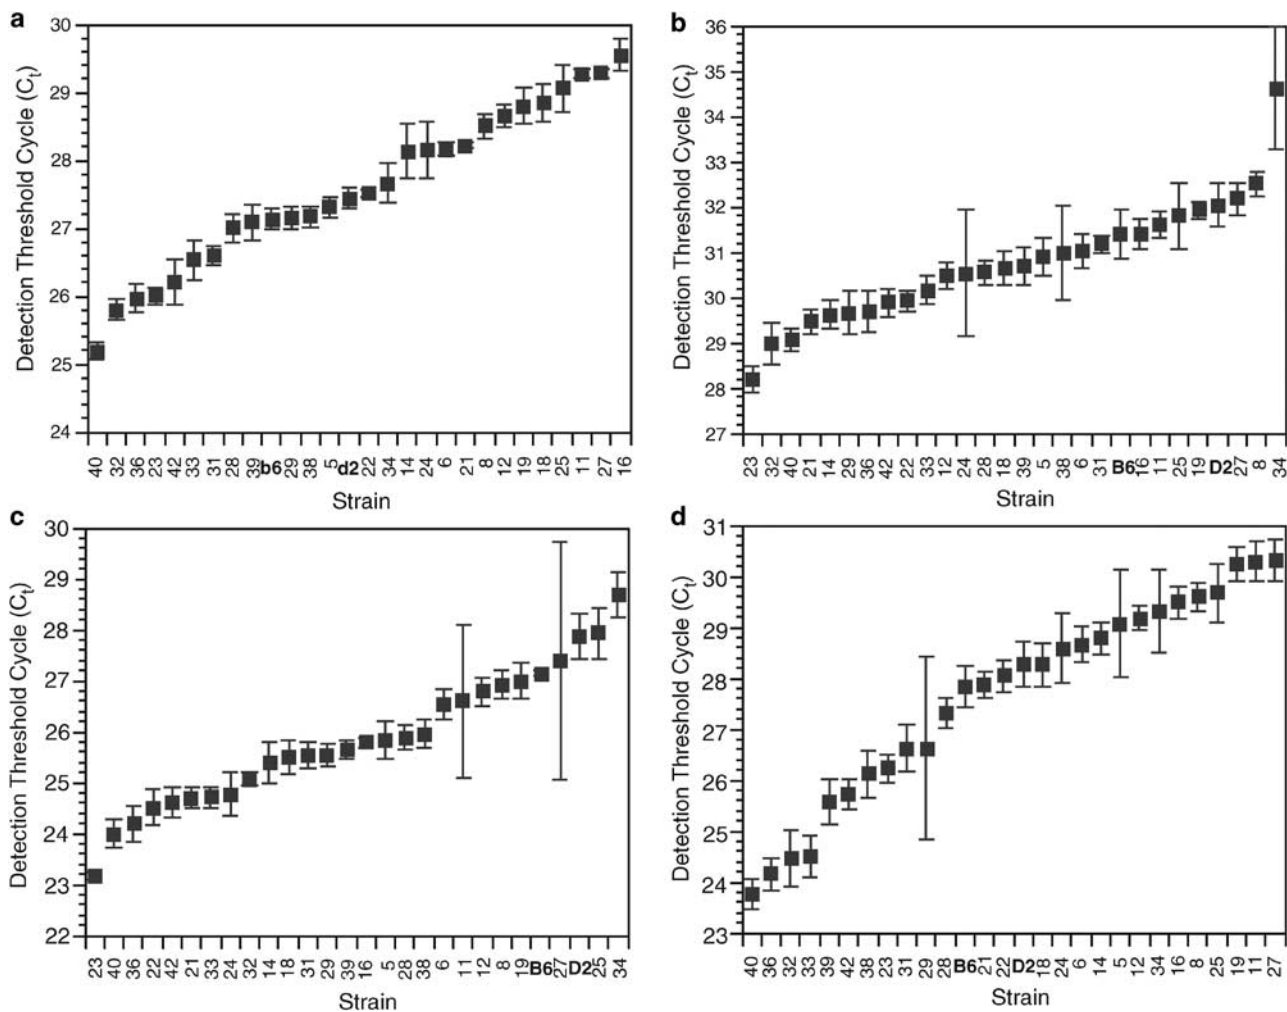 a
30
29
28
27
26
25
24
Detection Threshold Cycle (Ct)
40 32 36 23 42 33 31 28 39 b6 29 38 5 d2 22 34 14 24 6 21 8 12 19 18 25 11 27 16
Strain
b
36
35
34
33
32
31
30
29
28
27
Detection Threshold Cycle (Ct)
23 32 40 21 14 29 36 42 22 33 12 24 28 18 39 5 38 6 31 B6 16 11 25 19 D2 27 8 34
Strain
c
30
29
28
27
26
25
24
23
22
Detection Threshold Cycle (Ct)
23 40 36 22 42 21 33 24 32 14 18 31 29 39 16 5 28 38 6 11 12 8 19 B6 27 D2 25 34
Strain
d
31
30
29
28
27
26
25
24
23
Detection Threshold Cycle (Ct)
40 36 32 33 39 42 38 23 31 29 28 B6 21 22 D2 18 24 6 14 5 12 34 16 8 25 19 11 27
Strain